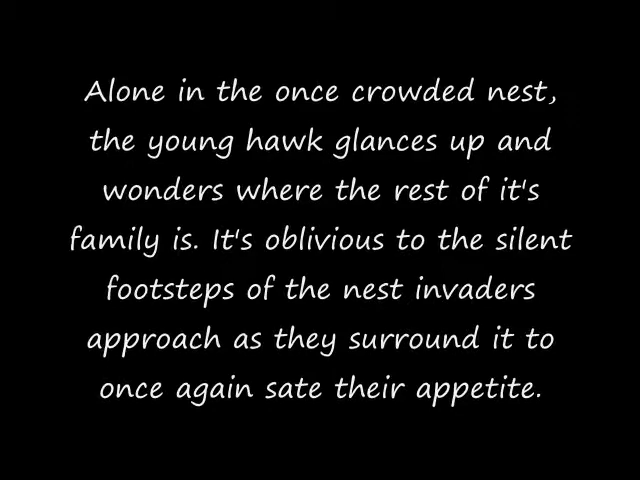 Alone in the once crowded nest,
the young hawk glances up and
wonders where the rest of it's
family is. It's oblivious to the silent
footsteps of the nest invaders
approach as they surround it to
once again sate their appetite.